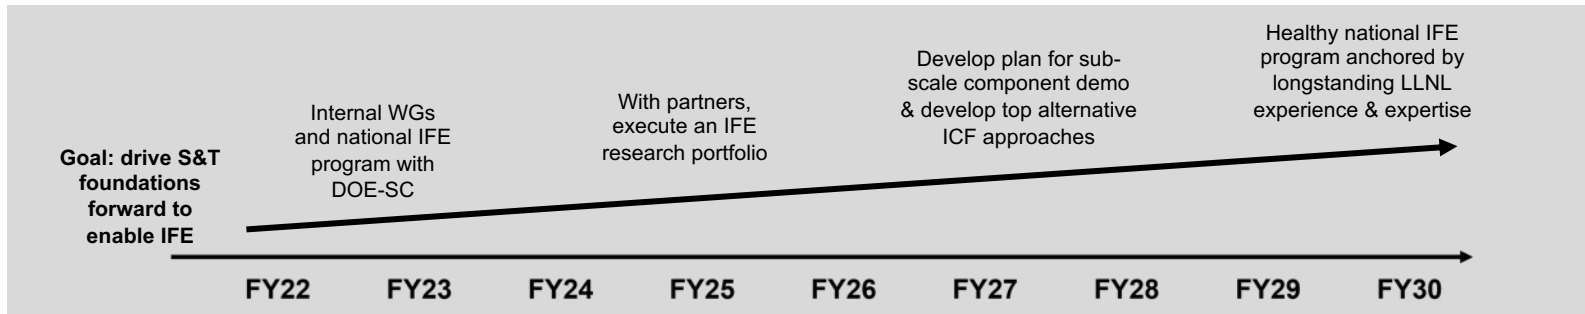 Goal: drive S&T
foundations
forward to
enable IFE
Internal WGs
and national IFE
program with
DOE-SC
With partners,
execute an IFE
research portfolio
Develop plan for sub-
scale component demo
& develop top alternative
ICF approaches
Healthy national IFE
program anchored by
longstanding LLNL
experience & expertise
FY22 FY23 FY24 FY25 FY26 FY27 FY28 FY29 FY30